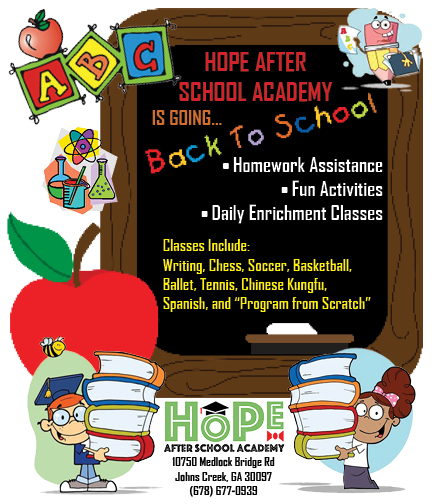 A B C
HOPE AFTER
SCHOOL ACADEMY
IS GOING...
Back To School
• Homework Assistance
• Fun Activities
• Daily Enrichment Classes
Classes Include:
Writing, Chess, Soccer, Basketball,
Ballet, Tennis, Chinese Kungfu,
Spanish, and “Program from Scratch”
HOPE
AFTER SCHOOL ACADEMY
10750 Medlock Bridge Rd
Johns Creek, GA 30097
(678) 677-0939